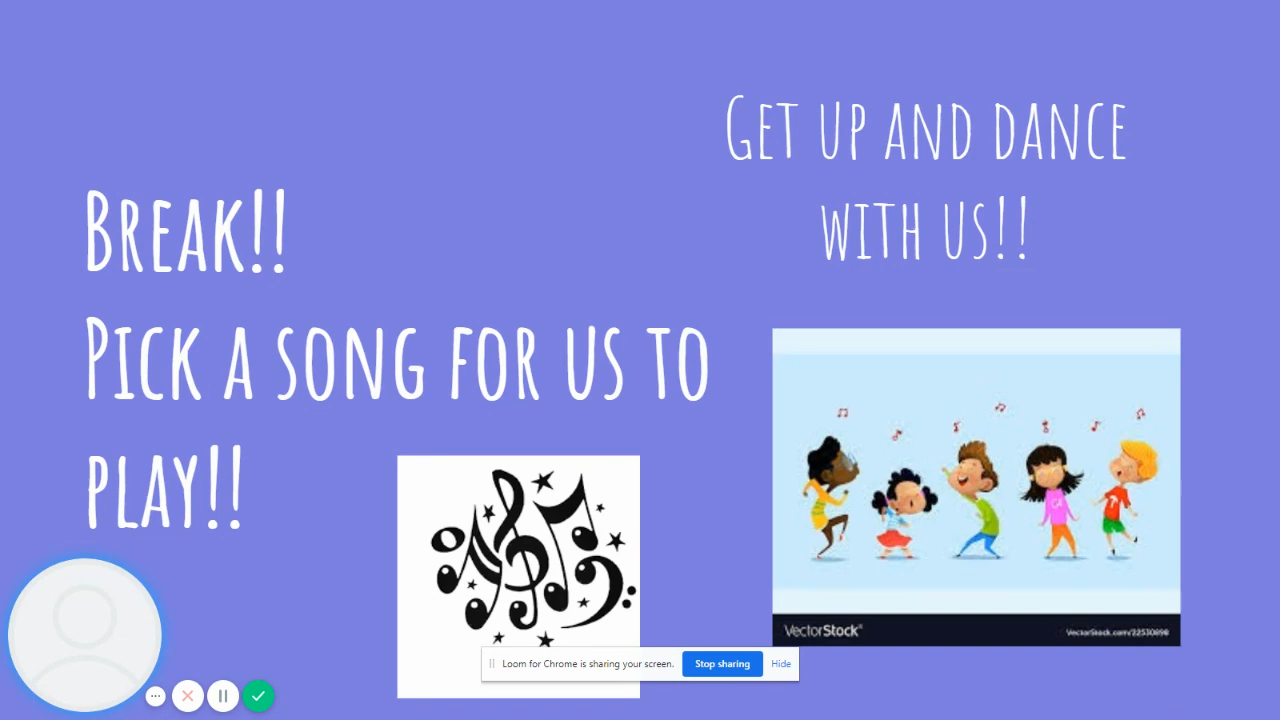 Get up and dance
with us!!
Break!!
Pick a song for us to
play!!
VectorStock®
VectorStock.com/22530898
Loom for Chrome is sharing your screen.
Stop sharing
Hide